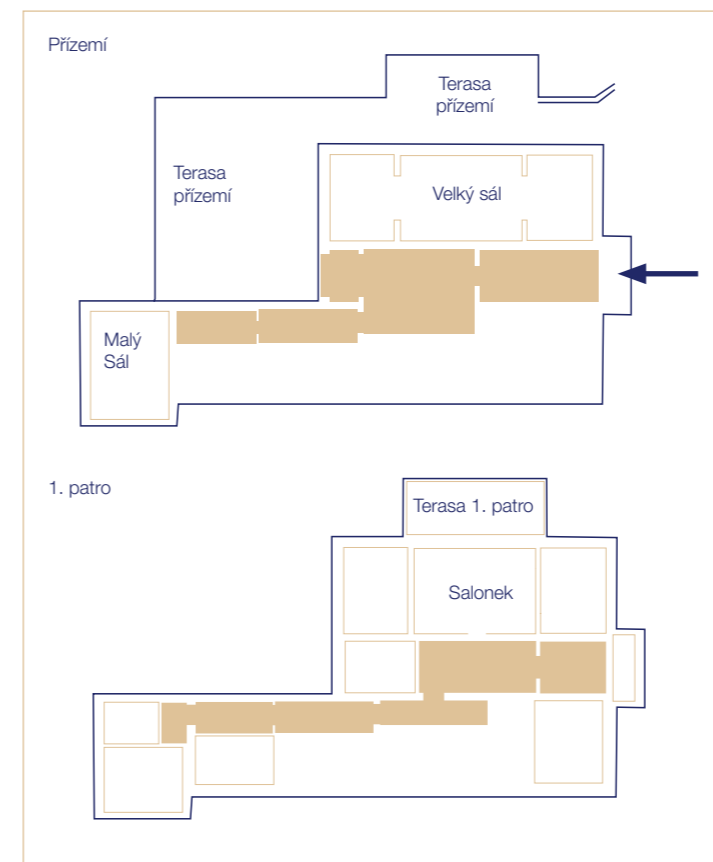 Přízemí
Terasa
přízemí
Terasa
přízemí
Velký sál
Malý
Sál
1. patro
Terasa 1. patro
Salonek